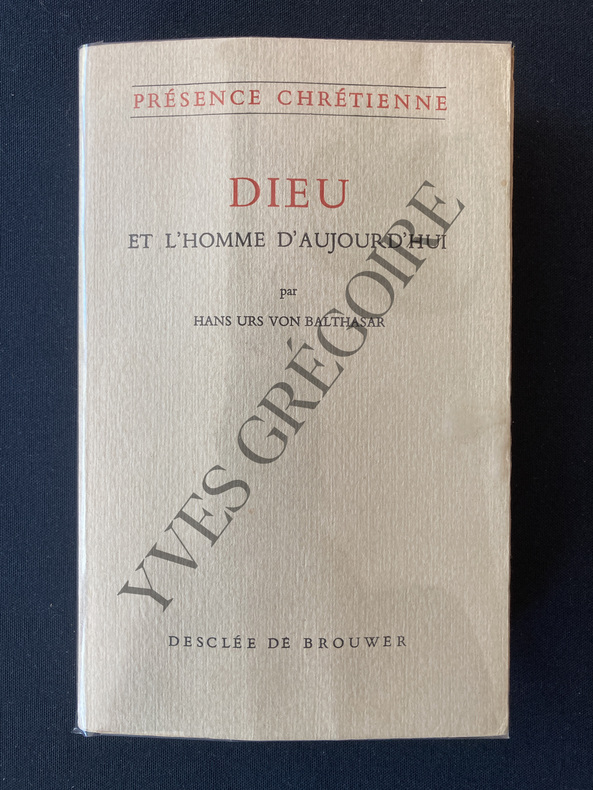 PRÉSENCE CHRÉTIENNE
DIEU
ET L'HOMME D'AUJOURD'HUI
par
HANS URS VON BALTHASAR
YVES GRÉGOIRE
DESCLÉE DE BROUWER